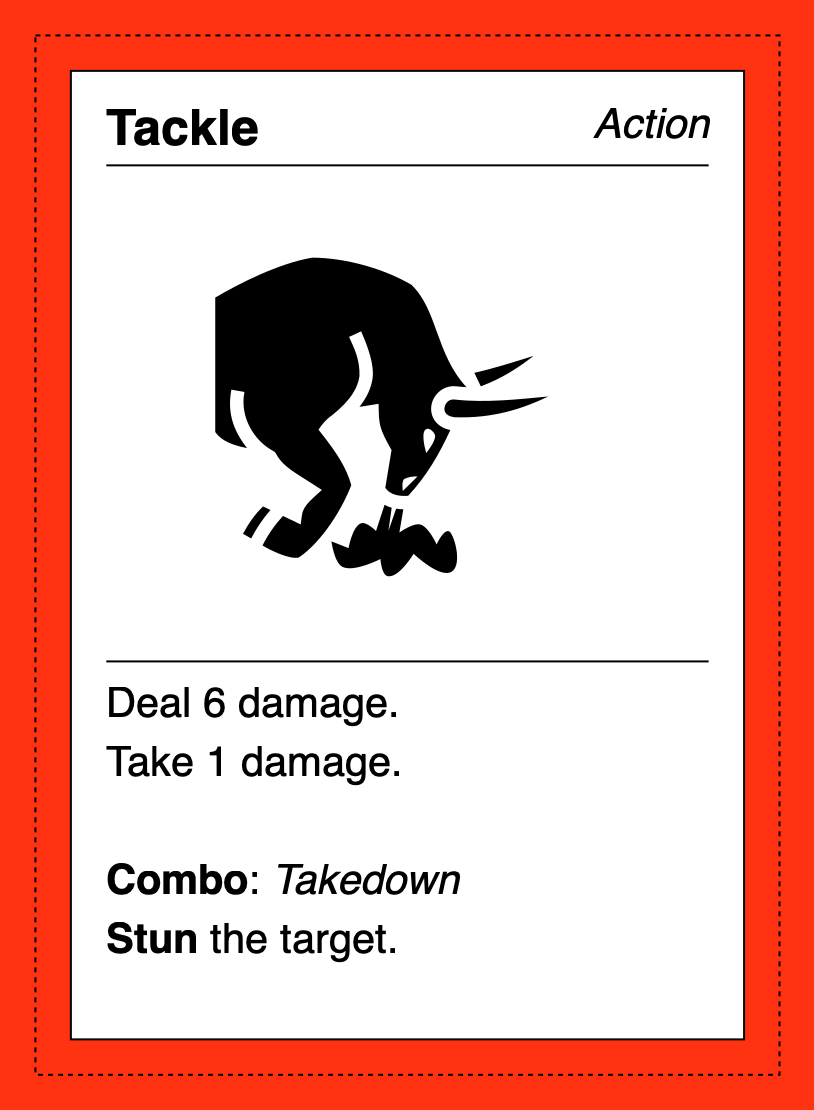 Tackle
Action
Deal 6 damage.
Take 1 damage.
Combo: Takedown
Stun the target.